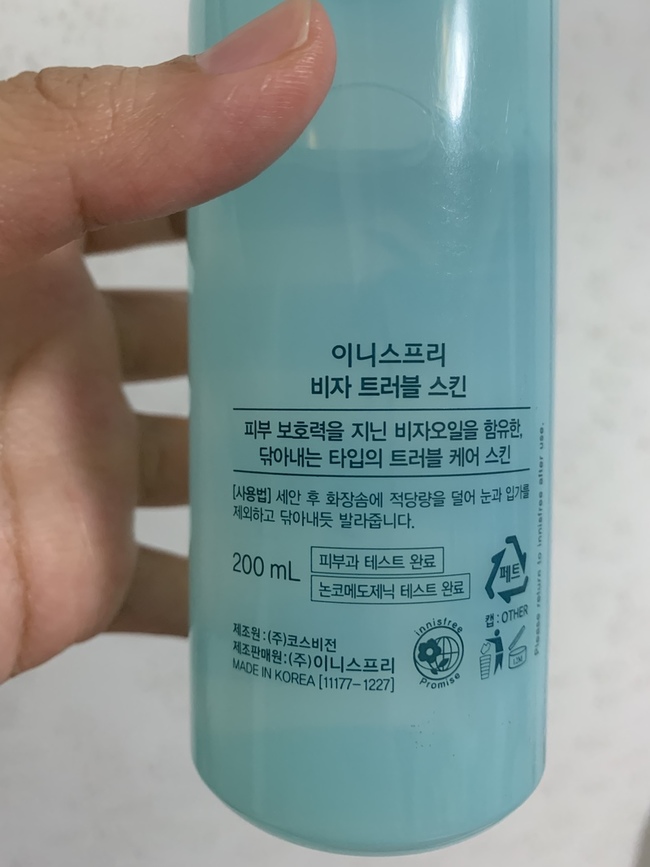 이니스프리
비자 트러블 스킨
피부 보호력을 지닌 비자오일을 함유한,
닦아내는 타입의 트러블 케어 스킨
[사용법] 세안 후 화장솜에 적당량을 덜어 눈과 입가를
제외하고 닦아내듯 발라줍니다.
200 mL
피부과 테스트 완료
논코메도제닉 테스트 완료
페트
캡 : OTHER
제조원 : (주)코스비전
제조판매원 : (주)이니스프리
MADE IN KOREA [11177-1227]
innisfree
Promise
Please return to innisfree after use.